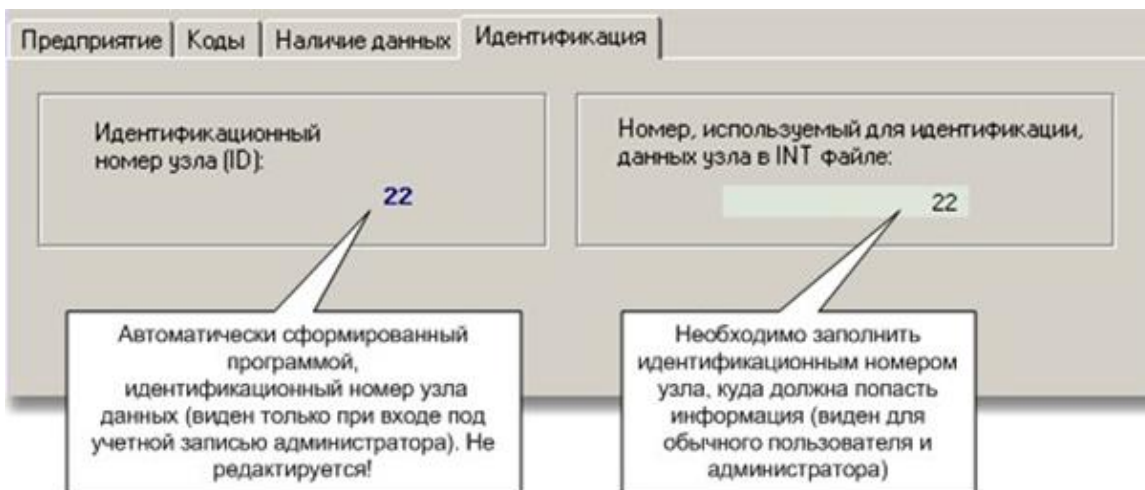 Предприятие Коды Наличие данных Идентификация
Идентификационный
номер узла (ID):
22
Номер, используемый для идентификации,
данных узла в INT файле:
22
Автоматически сформированный
программой,
идентификационный номер узла
данных (виден только при входе под
учетной записью администратора). Не
редактируется!
Необходимо заполнить
идентификационным номером
узла, куда должна попасть
информация (виден для
обычного пользователя и
администратора)